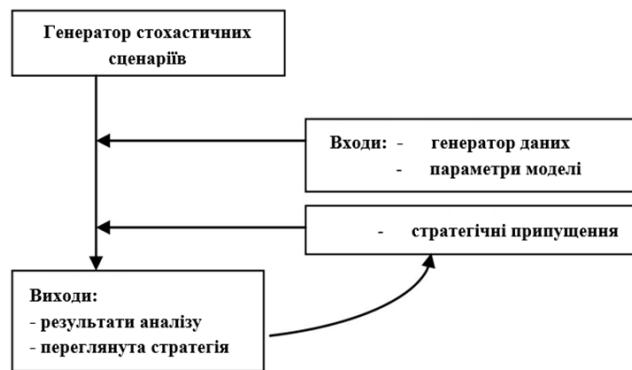 Генератор стохастичних
сценаріїв
Входи: - генератор даних
- параметри моделі
- стратегічні припущення
Виходи:
- результати аналізу
- переглянута стратегія